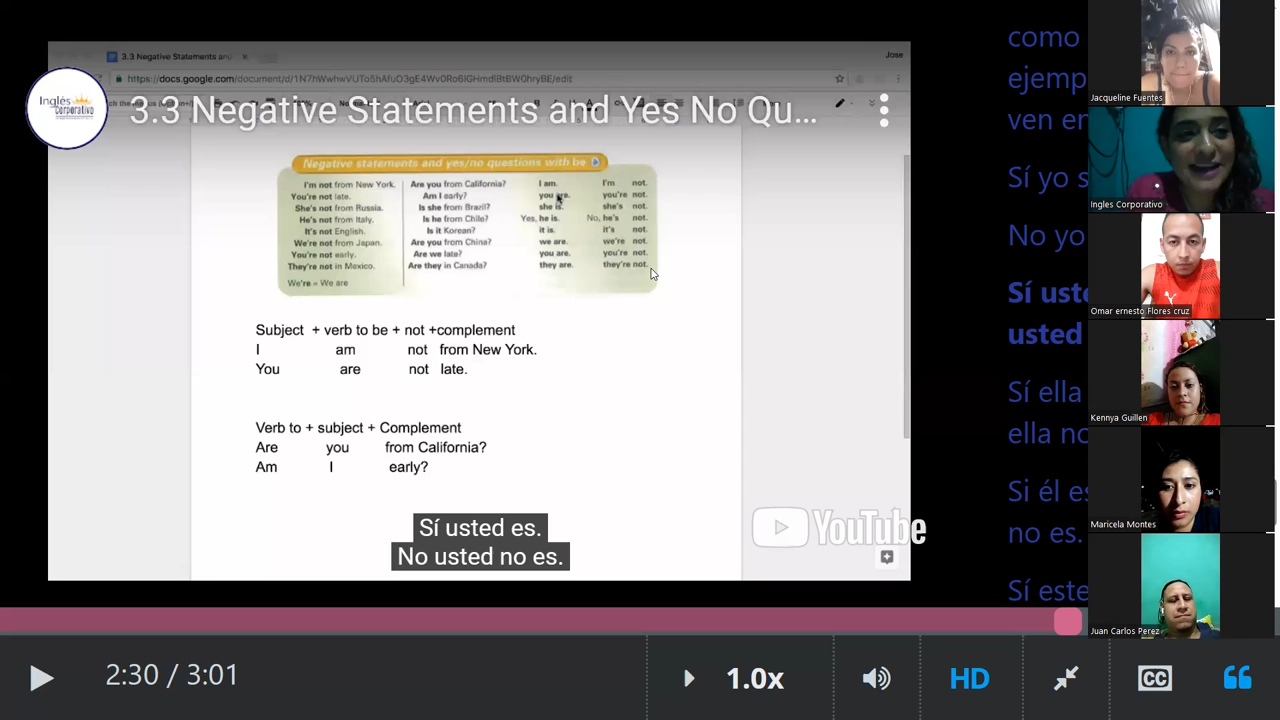 3.3 Negative Statements and
Jose
https://docs.google.com/document/d/1N7hWwhwVUTo5hAfuO3gE4Wv0Ro6lGHmdlBtBW0hryBE/edit
Inglés
Corporativo
3.3 Negative Statements and Yes No Qu...
Negative statements and yes/no questions with be
I'm not from New York. Are you from California? I am. I'm not.
You're not late. Am I early? you are. you're not.
She's not from Russia. Is she from Brazil? she is. she's not.
He's not from Italy. Is he from Chile? Yes, he is. No, he's not.
It's not English. Is it Korean? it is. it's not.
We're not from Japan. Are you from China? we are. we're not.
You're not early. Are we late? you are. you're not.
They're not in Mexico. Are they in Canada? they are. they're not.
We're = We are
Subject + verb to be + not +complement
I am not from New York.
You are not late.
Verb to + subject + Complement
Are you from California?
Am I early?
Sí usted es.
No usted no es.
YouTube
como
ejemp
ven en
Sí yo s
No yo
Sí uste
usted
Sí ella
ella no
Si él es
no es.
Sí este
Jacqueline Fuentes
Ingles Corporativo
Omar ernesto Flores cruz
Kennya Guillen
Maricela Montes
Juan Carlos Perez
2:30 / 3:01
1.0x
HD
CC